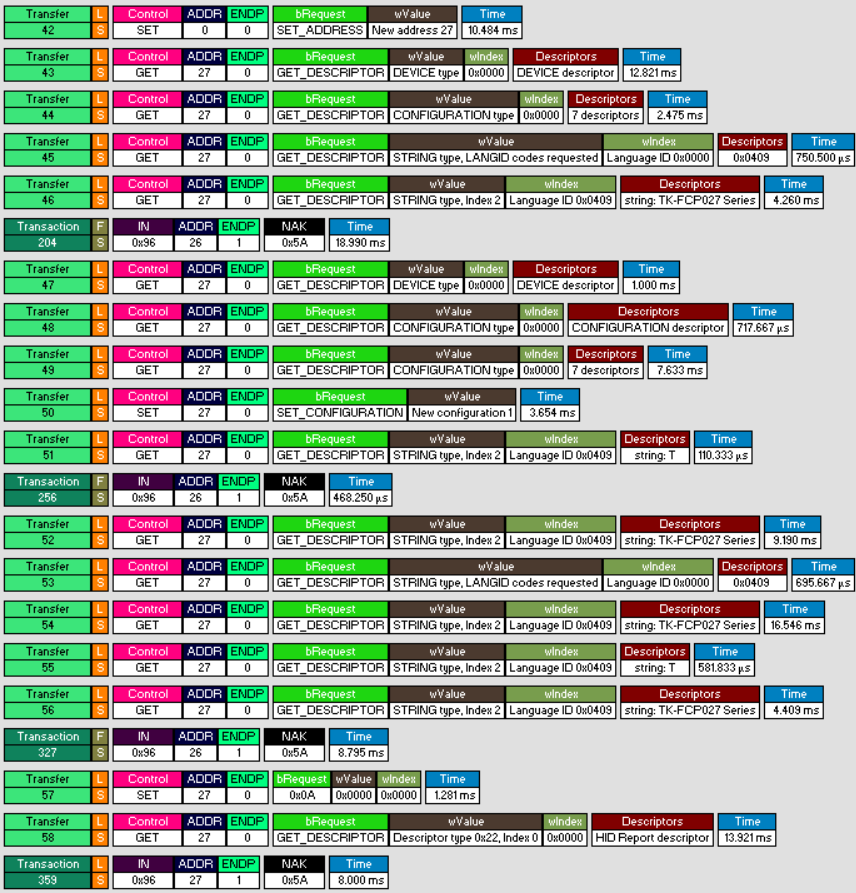 Transfer L Control ADDR ENDP bRequest wValue Time
42 S SET 0 0 SET_ADDRESS New address 27 10.484 ms
Transfer L Control ADDR ENDP bRequest wValue wIndex Descriptors Time
43 S GET 27 0 GET_DESCRIPTOR DEVICE type 0x0000 DEVICE descriptor 12.821 ms
Transfer L Control ADDR ENDP bRequest wValue wIndex Descriptors Time
44 S GET 27 0 GET_DESCRIPTOR CONFIGURATION type 0x0000 7 descriptors 2.475 ms
Transfer L Control ADDR ENDP bRequest wValue wIndex Descriptors Time
45 S GET 27 0 GET_DESCRIPTOR STRING type, LANGID codes requested Language ID 0x0000 0x0409 750.500 µs
Transfer L Control ADDR ENDP bRequest wValue wIndex Descriptors Time
46 S GET 27 0 GET_DESCRIPTOR STRING type, Index 2 Language ID 0x0409 string: TK-FCP027 Series 4.260 ms
Transaction F IN ADDR ENDP NAK Time
204 S 0x96 26 1 0x5A 18.990 ms
Transfer L Control ADDR ENDP bRequest wValue wIndex Descriptors Time
47 S GET 27 0 GET_DESCRIPTOR DEVICE type 0x0000 DEVICE descriptor 1.000 ms
Transfer L Control ADDR ENDP bRequest wValue wIndex Descriptors Time
48 S GET 27 0 GET_DESCRIPTOR CONFIGURATION type 0x0000 CONFIGURATION descriptor 717.667 µs
Transfer L Control ADDR ENDP bRequest wValue wIndex Descriptors Time
49 S GET 27 0 GET_DESCRIPTOR CONFIGURATION type 0x0000 7 descriptors 7.633 ms
Transfer L Control ADDR ENDP bRequest wValue Time
50 S SET 27 0 SET_CONFIGURATION New configuration 1 3.654 ms
Transfer L Control ADDR ENDP bRequest wValue wIndex Descriptors Time
51 S GET 27 0 GET_DESCRIPTOR STRING type, Index 2 Language ID 0x0409 string: T 110.333 µs
Transaction F IN ADDR ENDP NAK Time
256 S 0x96 26 1 0x5A 468.250 µs
Transfer L Control ADDR ENDP bRequest wValue wIndex Descriptors Time
52 S GET 27 0 GET_DESCRIPTOR STRING type, Index 2 Language ID 0x0409 string: TK-FCP027 Series 9.190 ms
Transfer L Control ADDR ENDP bRequest wValue wIndex Descriptors Time
53 S GET 27 0 GET_DESCRIPTOR STRING type, LANGID codes requested Language ID 0x0000 0x0409 695.667 µs
Transfer L Control ADDR ENDP bRequest wValue wIndex Descriptors Time
54 S GET 27 0 GET_DESCRIPTOR STRING type, Index 2 Language ID 0x0409 string: TK-FCP027 Series 16.546 ms
Transfer L Control ADDR ENDP bRequest wValue wIndex Descriptors Time
55 S GET 27 0 GET_DESCRIPTOR STRING type, Index 2 Language ID 0x0409 string: T 581.833 µs
Transfer L Control ADDR ENDP bRequest wValue wIndex Descriptors Time
56 S GET 27 0 GET_DESCRIPTOR STRING type, Index 2 Language ID 0x0409 string: TK-FCP027 Series 4.409 ms
Transaction F IN ADDR ENDP NAK Time
327 S 0x96 26 1 0x5A 8.795 ms
Transfer L Control ADDR ENDP bRequest wValue wIndex Time
57 S SET 27 0 0x0A 0x0000 0x0000 1.281 ms
Transfer L Control ADDR ENDP bRequest wValue wIndex Descriptors Time
58 S GET 27 0 GET_DESCRIPTOR Descriptor type 0x22, Index 0 0x0000 HID Report descriptor 13.921 ms
Transaction L IN ADDR ENDP NAK Time
359 S 0x96 27 1 0x5A 8.000 ms